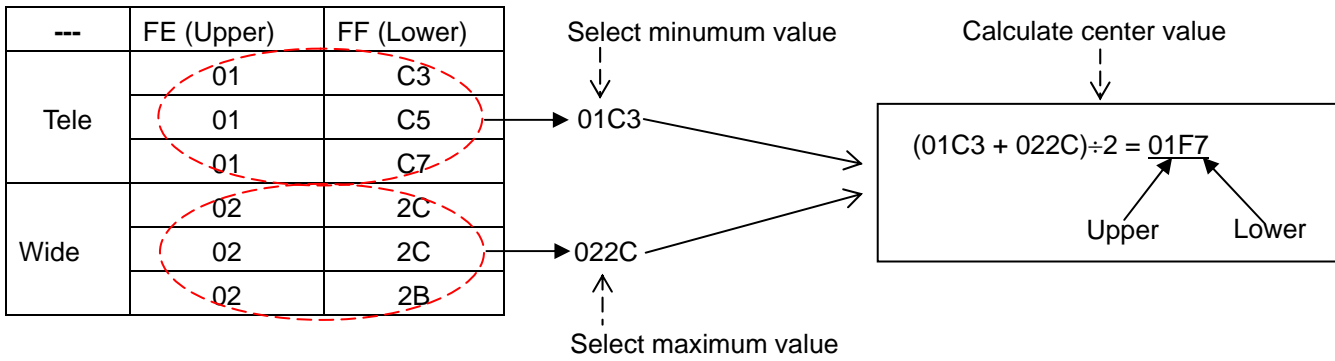 --- FE (Upper) FF (Lower)
Tele
01 C3
01 C5
01 C7
Wide
02 2C
02 2C
02 2B
Select minumum value
01C3
022C
Select maximum value
Calculate center value
(01C3 + 022C)÷2 = 01F7
Upper Lower